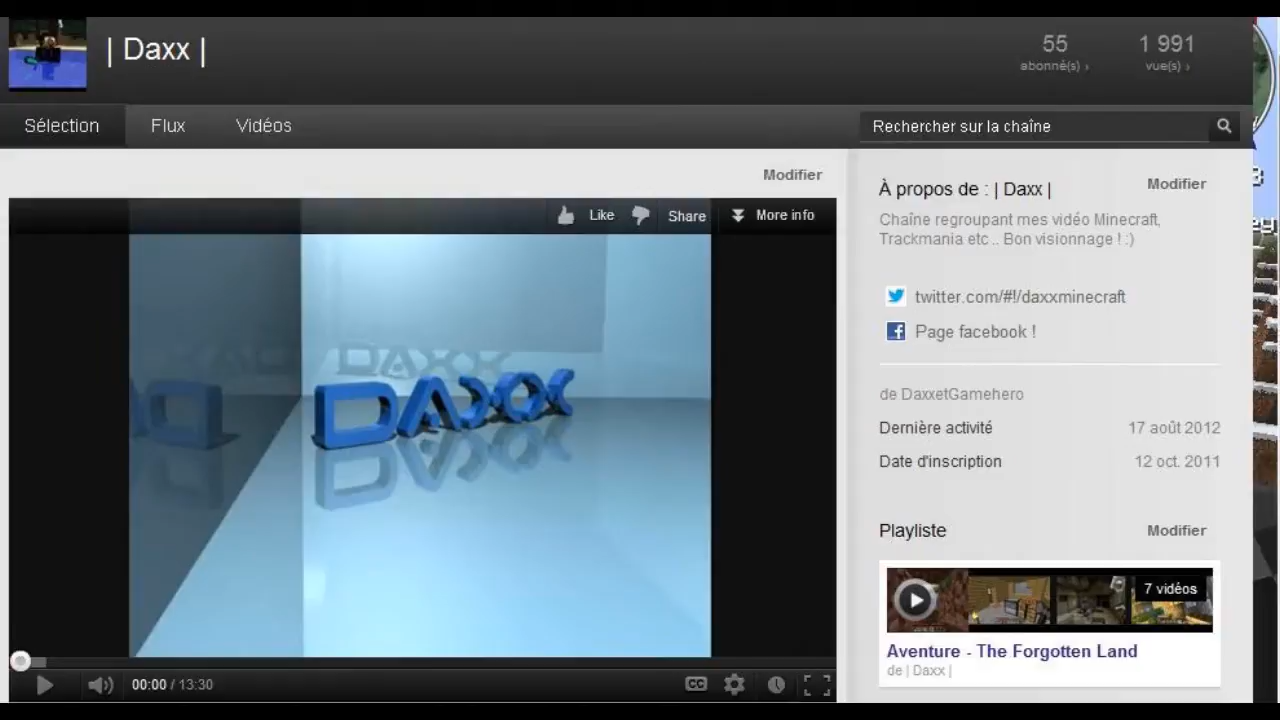 | Daxx |
55
abonné(s) ›
1 991
vue(s) ›
Sélection
Flux
Vidéos
Rechercher sur la chaîne
Modifier
Like
Share
More info
DAXX
DAXX
00:00 / 13:30
CC
À propos de : | Daxx |
Modifier
Chaîne regroupant mes vidéo Minecraft,
Trackmania etc .. Bon visionnage ! :)
twitter.com/#!/daxxminecraft
Page facebook !
de DaxxetGamehero
Dernière activité
17 août 2012
Date d'inscription
12 oct. 2011
Playliste
Modifier
7 vidéos
Aventure - The Forgotten Land
de | Daxx |